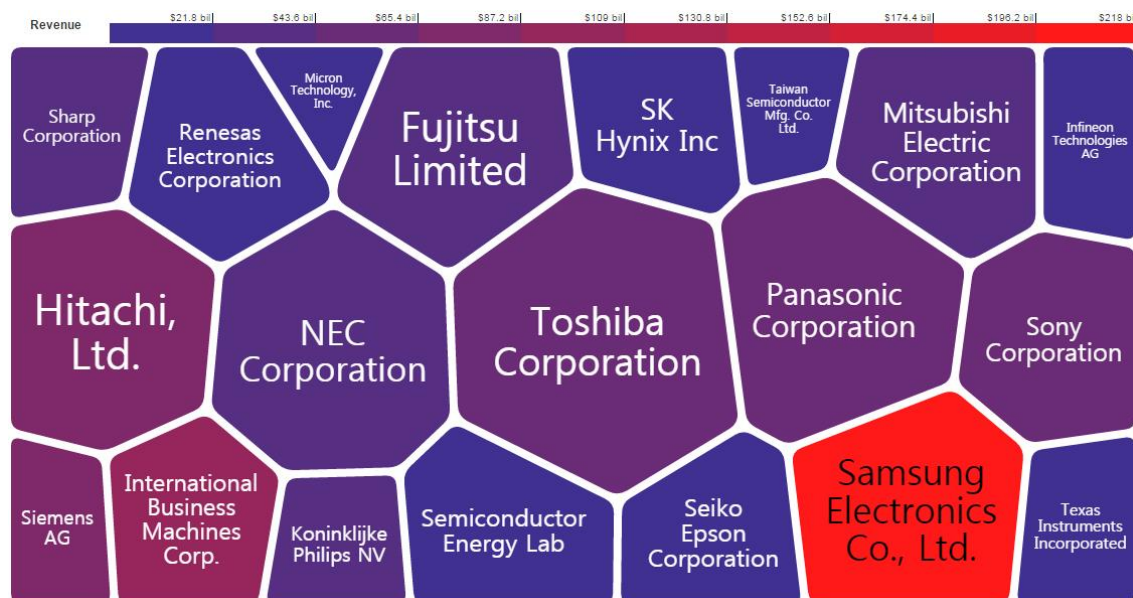 Revenue
$21.8 bil
$43.6 bil
$65.4 bil
$87.2 bil
$109 bil
$130.8 bil
$152.6 bil
$174.4 bil
$196.2 bil
$218 b
Sharp
Corporation
Renesas
Electronics
Corporation
Micron
Technology,
Inc.
Fujitsu
Limited
SK
Hynix Inc
Taiwan
Semiconductor
Mfg. Co.
Ltd.
Mitsubishi
Electric
Corporation
Infineon
Technologies
AG
Hitachi,
Ltd.
NEC
Corporation
Toshiba
Corporation
Panasonic
Corporation
Sony
Corporation
Siemens
AG
International
Business
Machines
Corp.
Koninklijke
Philips NV
Semiconductor
Energy Lab
Seiko
Epson
Corporation
Samsung
Electronics
Co., Ltd.
Texas
Instruments
Incorporated